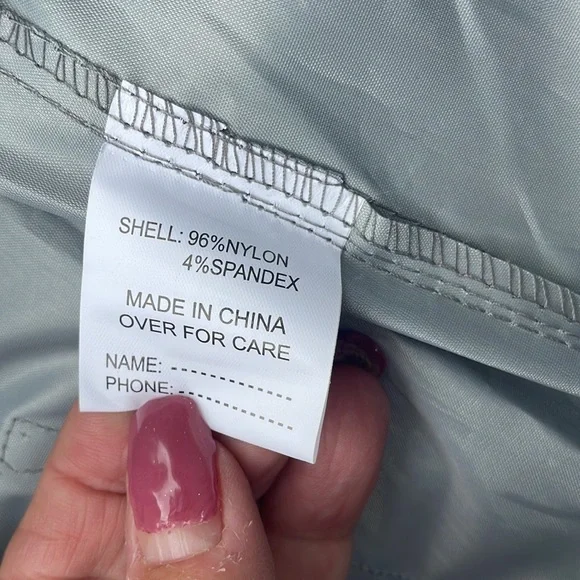 SHELL: 96%NYLON
4%SPANDEX
MADE IN CHINA
OVER FOR CARE
NAME: -------------
PHONE: -------------